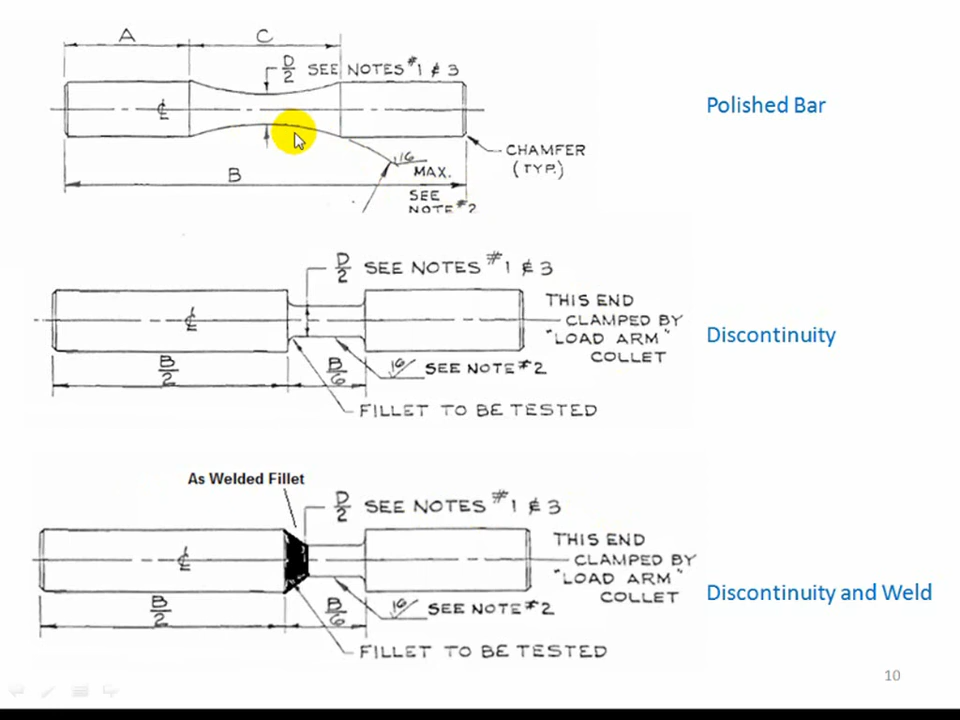 A
C
D/2 SEE NOTES #1 & 3
Polished Bar
℄
CHAMFER
(TYP.)
16
MAX.
B
SEE
NOTE #2
D/2 SEE NOTES #1 & 3
THIS END
CLAMPED BY
"LOAD ARM"
COLLET
℄
Discontinuity
B/2
B/6
16 SEE NOTE #2
FILLET TO BE TESTED
As Welded Fillet
D/2 SEE NOTES #1 & 3
THIS END
CLAMPED BY
"LOAD ARM"
COLLET
℄
Discontinuity and Weld
B/2
B/6
16 SEE NOTE #2
FILLET TO BE TESTED
10